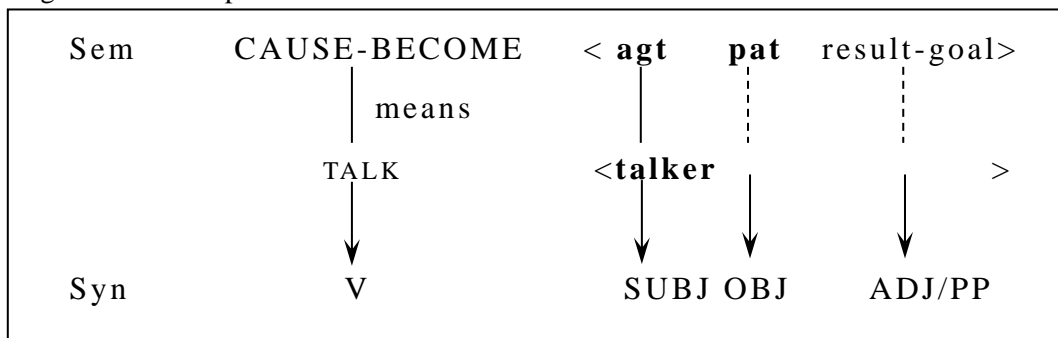 Sem CAUSE-BECOME < agt pat result-goal>
means
TALK <talker >
Syn V SUBJ OBJ ADJ/PP